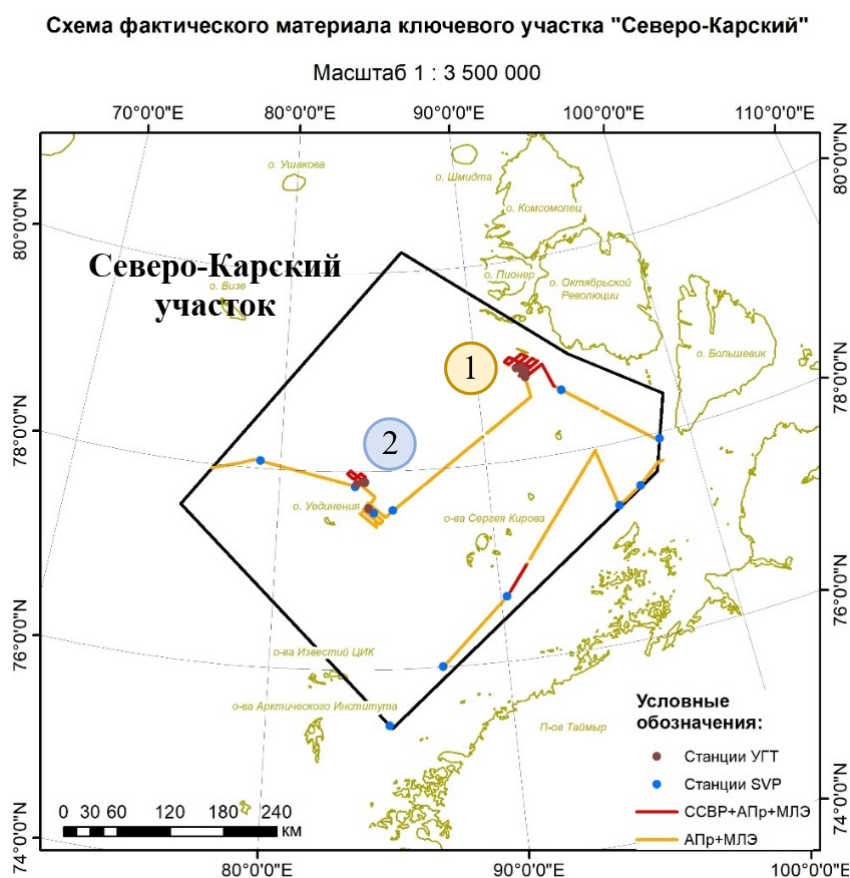 Схема фактического материала ключевого участка "Северо-Карский"
Масштаб 1 : 3 500 000
70°0'0"E
80°0'0"E
90°0'0"E
100°0'0"E
110°0'0"E
80°0'0"N
80°0'0"N
о. Ушакова
о. Шмидта
о. Комсомолец
о. Пионер
о. Октябрьской
Революции
о. Большевик
Северо-Карский
участок
о. Визе
1
2
78°0'0"N
78°0'0"N
о. Уединения
о-ва Сергея Кирова
76°0'0"N
76°0'0"N
о-ва Известий ЦИК
о-ва Арктического Института
П-ов Таймыр
Условные
обозначения:
Станции УГТ
Станции SVP
ССВР+АПр+МЛЭ
АПр+МЛЭ
0 30 60 120 180 240
КМ
74°0'0"N
74°0'0"N
80°0'0"E
90°0'0"E
100°0'0"E